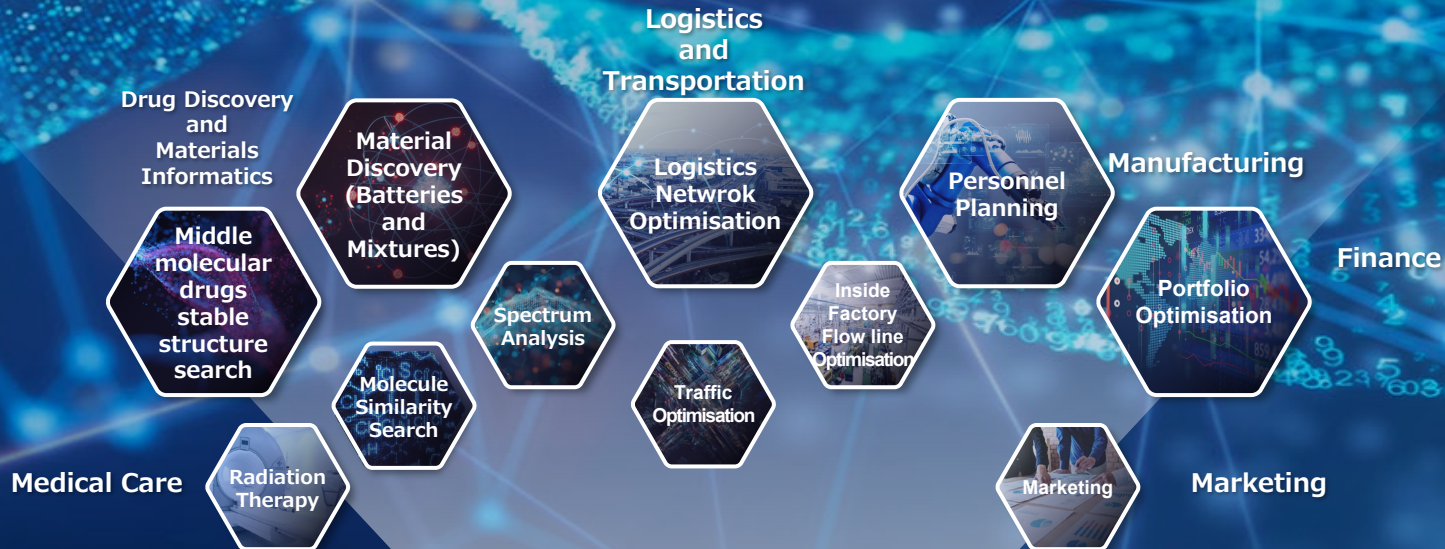 Logistics
and
Transportation
Drug Discovery
and
Materials
Informatics
Material
Discovery
(Batteries
and
Mixtures)
Logistics
Netwrok
Optimisation
Personnel
Planning
Manufacturing
Middle
molecular
drugs
stable
structure
search
Spectrum
Analysis
Inside
Factory
Flow line
Optimisation
Portfolio
Optimisation
Finance
Molecule
Similarity
Search
Traffic
Optimisation
Medical Care
Radiation
Therapy
Marketing
Marketing